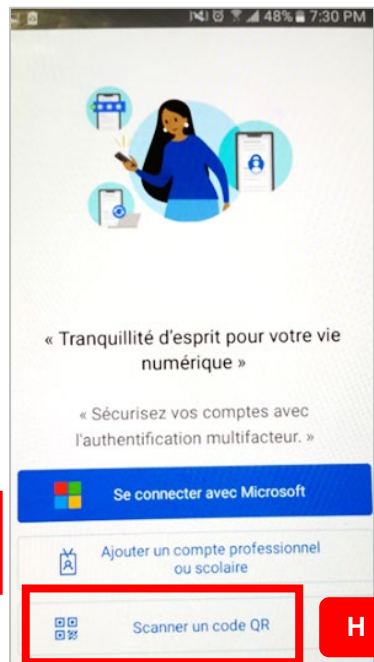 48% 7:30 PM
« Tranquillité d'esprit pour votre vie
numérique »
« Sécurisez vos comptes avec
l'authentification multifacteur. »
Se connecter avec Microsoft
Ajouter un compte professionnel
ou scolaire
Scanner un code QR
H